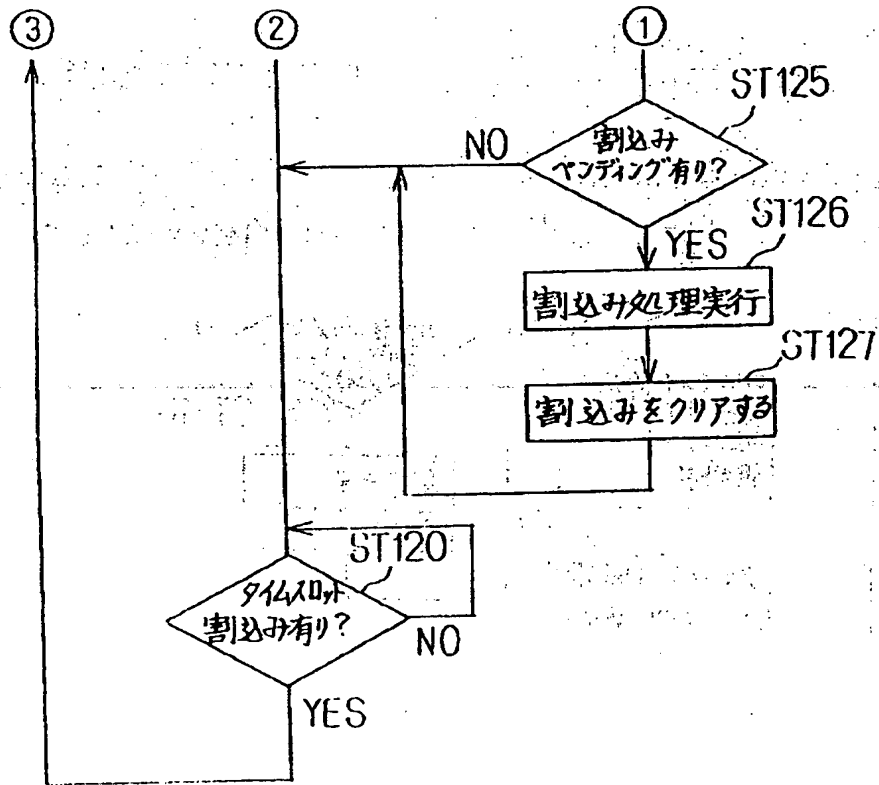 ③
②
①
ST125
割込み
ペンディング有り?
NO
YES
ST126
割込み処理実行
ST127
割込みをクリアする
ST120
タイムスロット
割込み有り?
NO
YES